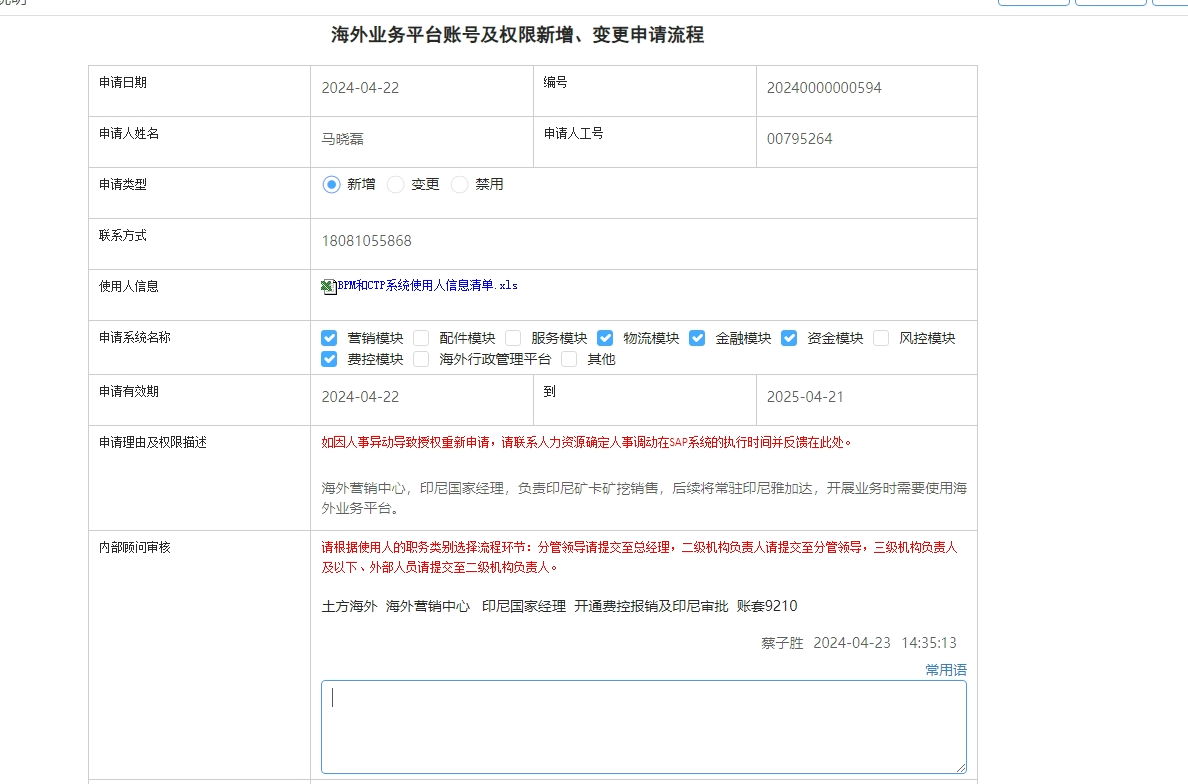 海外业务平台账号及权限新增、变更申请流程
申请日期 2024-04-22 编号 20240000000594
申请人姓名 马晓磊 申请人工号 00795264
申请类型 新增 变更 禁用
联系方式 18081055868
使用人信息 BPM和CTP系统使用人信息清单.xls
申请系统名称 营销模块 配件模块 服务模块 物流模块 金融模块 资金模块 风控模块
费控模块 海外行政管理平台 其他
申请有效期 2024-04-22 到 2025-04-21
申请理由及权限描述 如因人事异动导致授权重新申请，请联系人力资源确定人事调动在SAP系统的执行时间并反馈在此处。
海外营销中心，印尼国家经理，负责印尼矿卡矿挖销售，后续将常驻印尼雅加达，开展业务时需要使用海
外业务平台。
内部顾问审核 请根据使用人的职务类别选择流程环节：分管领导请提交至总经理，二级机构负责人请提交至分管领导，三级机构负责人
及以下、外部人员请提交至二级机构负责人。
土方海外 海外营销中心 印尼国家经理 开通费控报销及印尼审批 账套9210
蔡子胜 2024-04-23 14:35:13
常用语